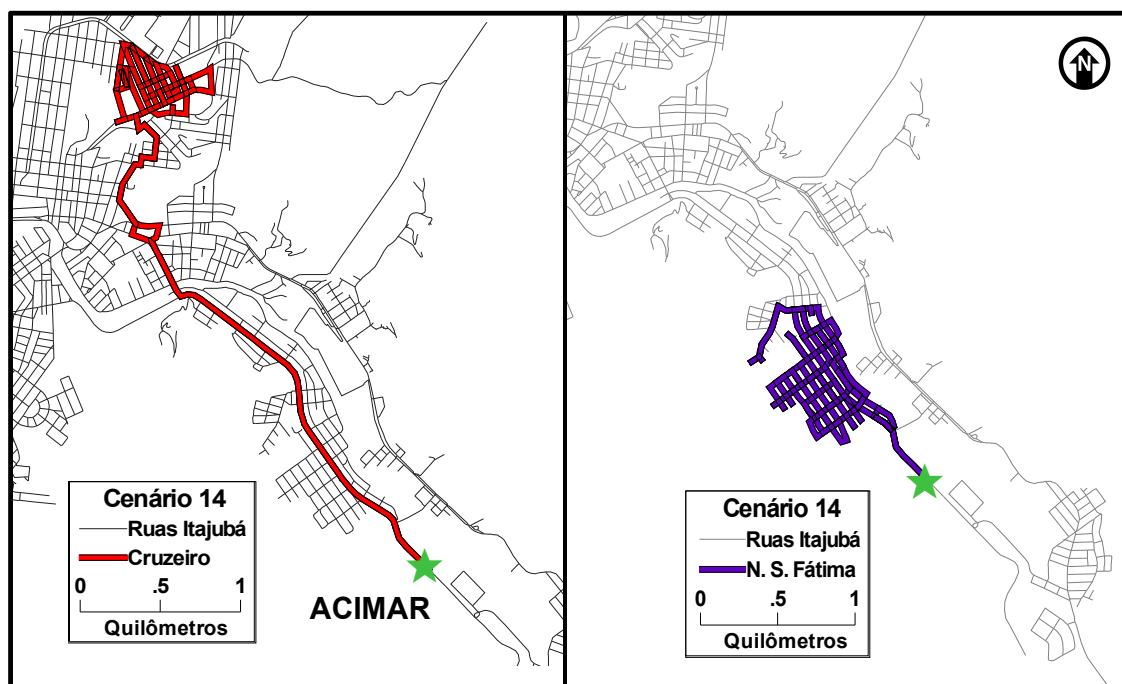 N
Cenário 14
Ruas Itajubá
Cruzeiro
0 .5 1
Quilômetros
ACIMAR
Cenário 14
Ruas Itajubá
N. S. Fátima
0 .5 1
Quilômetros